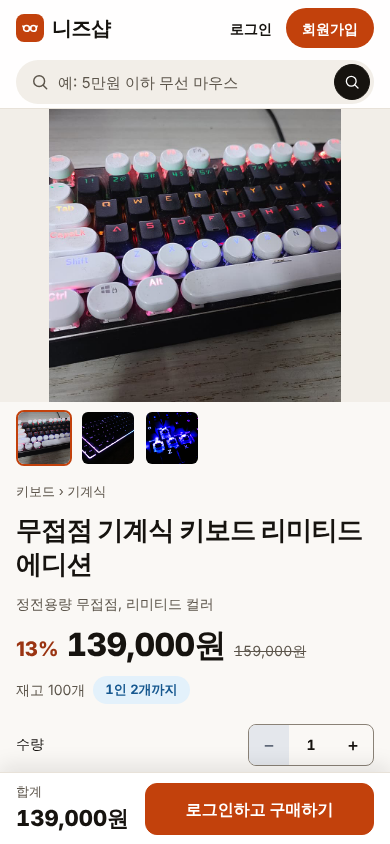 니즈샵
로그인
회원가입
예: 5만원 이하 무선 마우스
Tab
Q W E R T Y U I
A S D F G
Shift
Z
N
Ctrl
Alt
키보드 › 기계식
무접점 기계식 키보드 리미티드
에디션
정전용량 무접점, 리미티드 컬러
13% 139,000원 159,000원
재고 100개 1인 2개까지
수량
− 1 +
합계
139,000원
로그인하고 구매하기